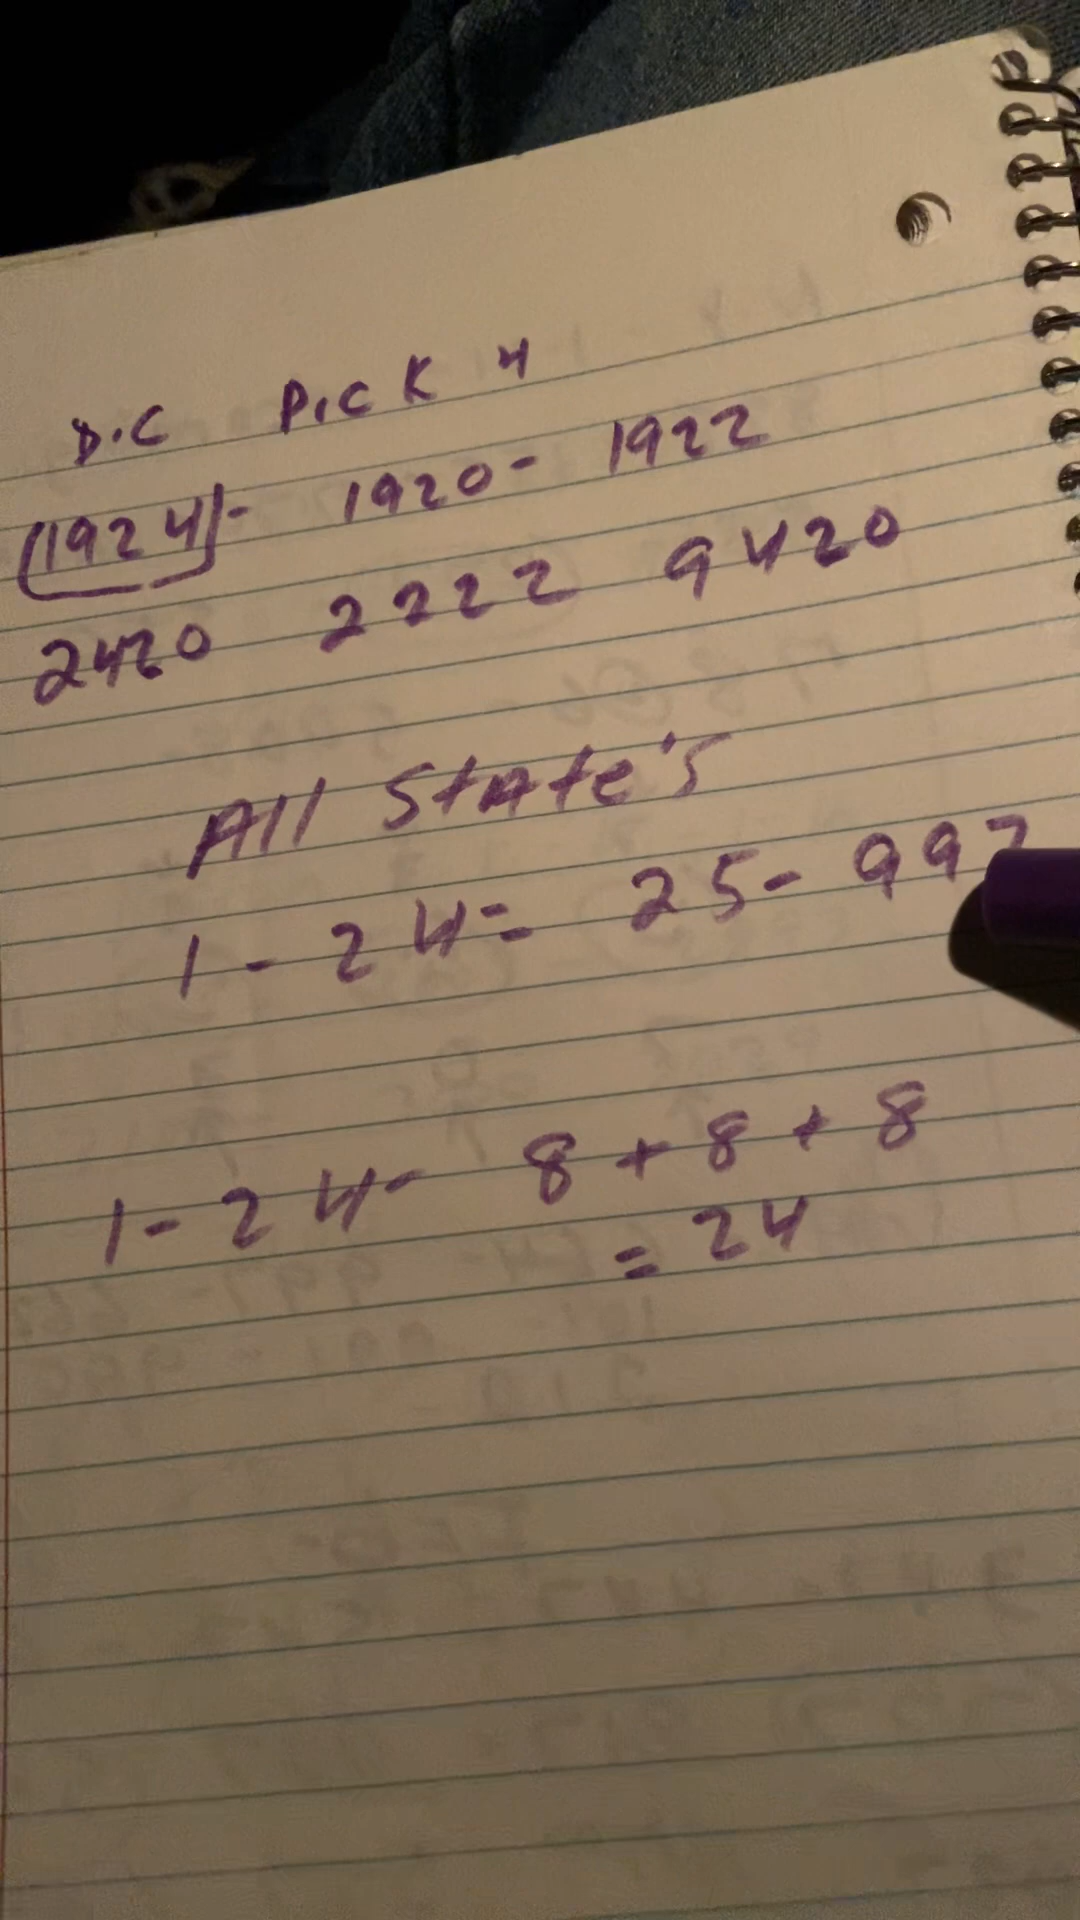 D.C PICK 4
(1924)- 1920- 1922
2420 2222 9420
All StAte's
1 - 24= 25- 997
1- 24- 8 + 8 + 8
= 24